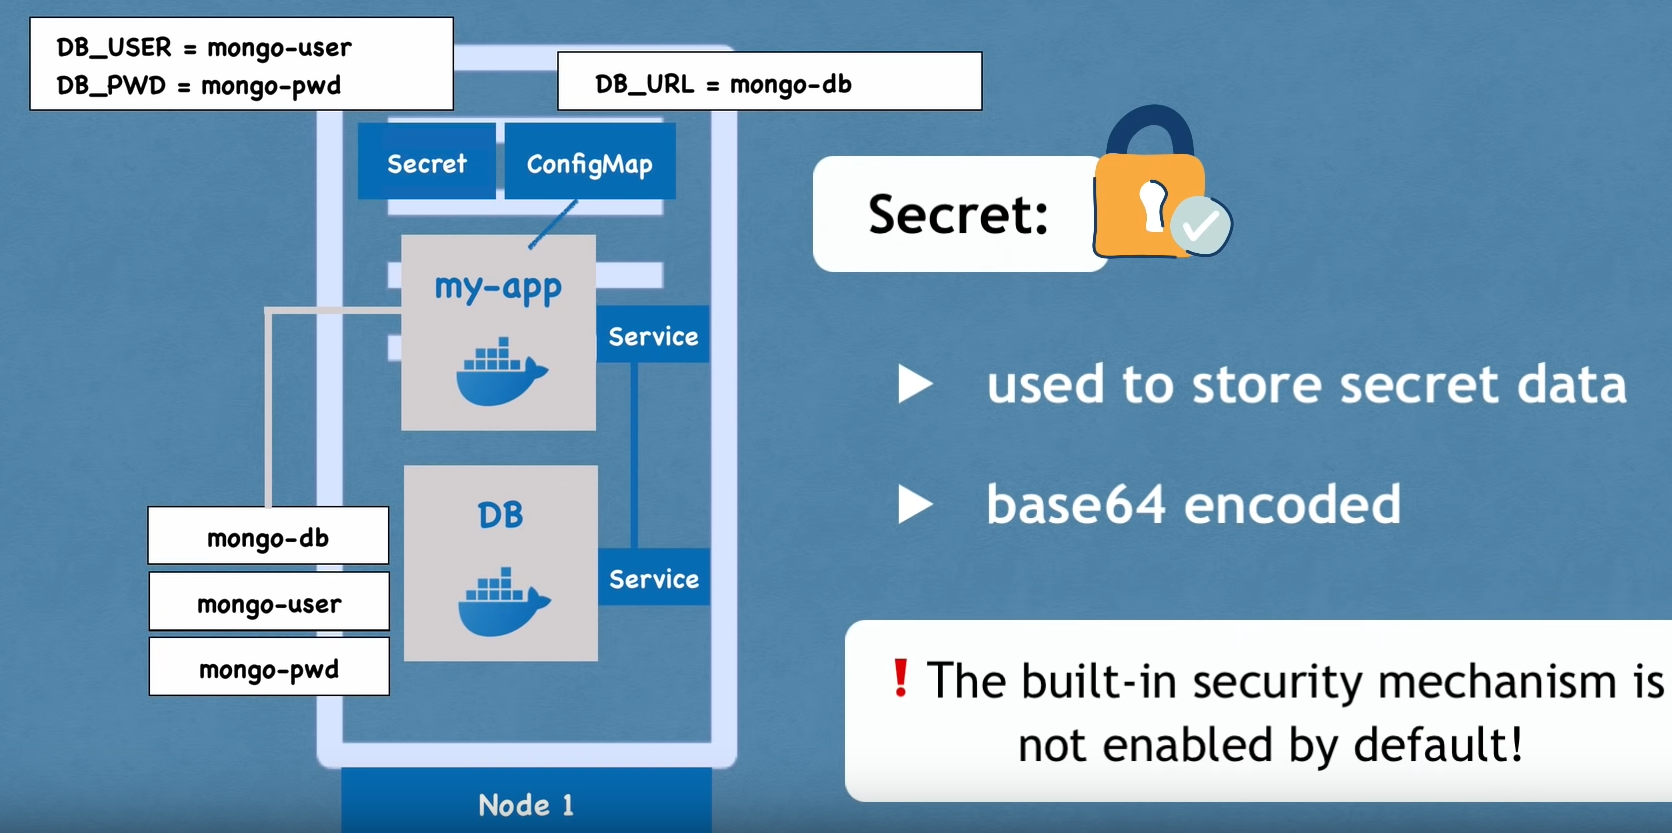 DB_USER = mongo-user
DB_PWD = mongo-pwd
DB_URL = mongo-db
Secret
ConfigMap
my-app
Service
DB
Service
mongo-db
mongo-user
mongo-pwd
Node 1
Secret:
used to store secret data
base64 encoded
! The built-in security mechanism is
not enabled by default!